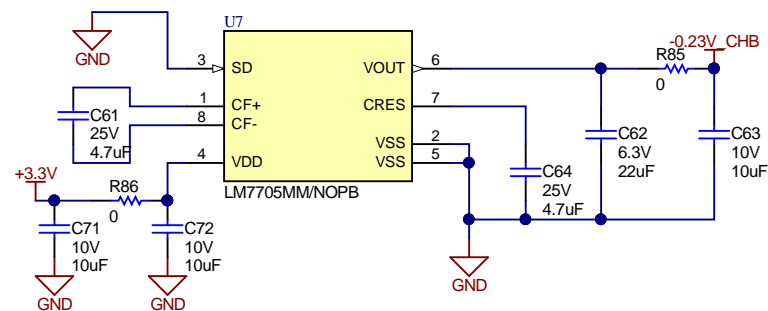 U7
-0.23V_CHB
GND
3
SD
VOUT
6
R85
0
1
CF+
CRES
7
8
CF-
C61
25V
4.7uF
VSS
2
VSS
5
4
VDD
C62
6.3V
22uF
C63
10V
10uF
C64
25V
4.7uF
LM7705MM/NOPB
+3.3V
R86
0
C71
10V
10uF
C72
10V
10uF
GND
GND
GND